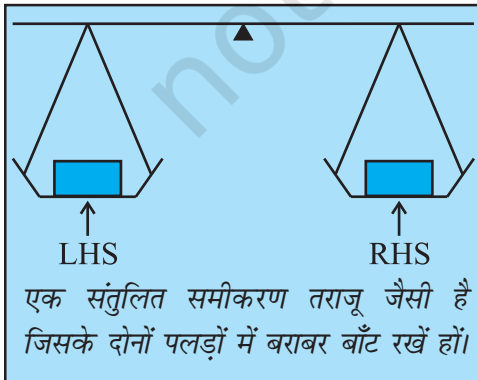 LHS
RHS
एक संतुलित समीकरण तराजू जैसी है
जिसके दोनों पलड़ों में बराबर बाँट रखें हों।